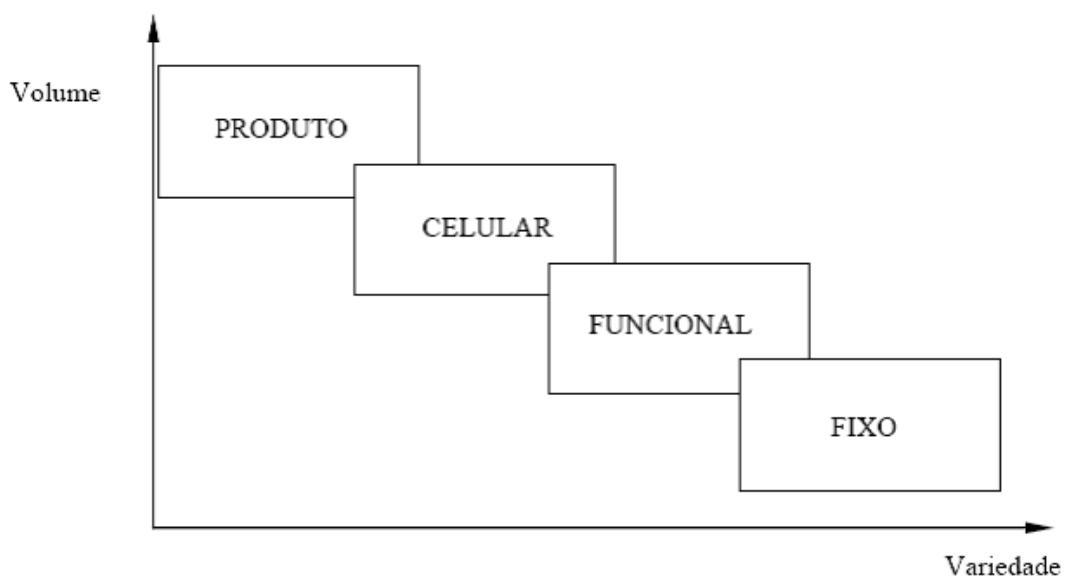 Volume
PRODUTO
CELULAR
FUNCIONAL
FIXO
Variedade